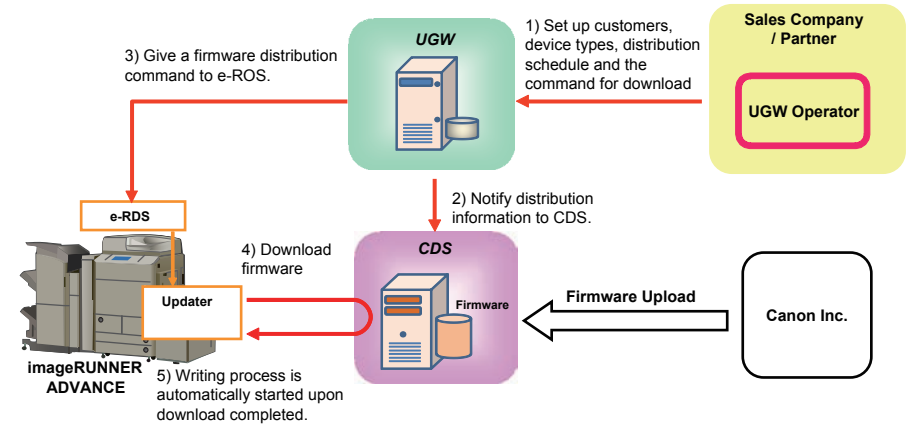 UGW
1) Set up customers,
device types, distribution
schedule and the
command for download
Sales Company
/ Partner
UGW Operator
3) Give a firmware distribution
command to e-ROS.
2) Notify distribution
information to CDS.
e-RDS
4) Download
firmware
CDS
Firmware
Updater
Firmware Upload
Canon Inc.
imageRUNNER
ADVANCE
5) Writing process is
automatically started upon
download completed.